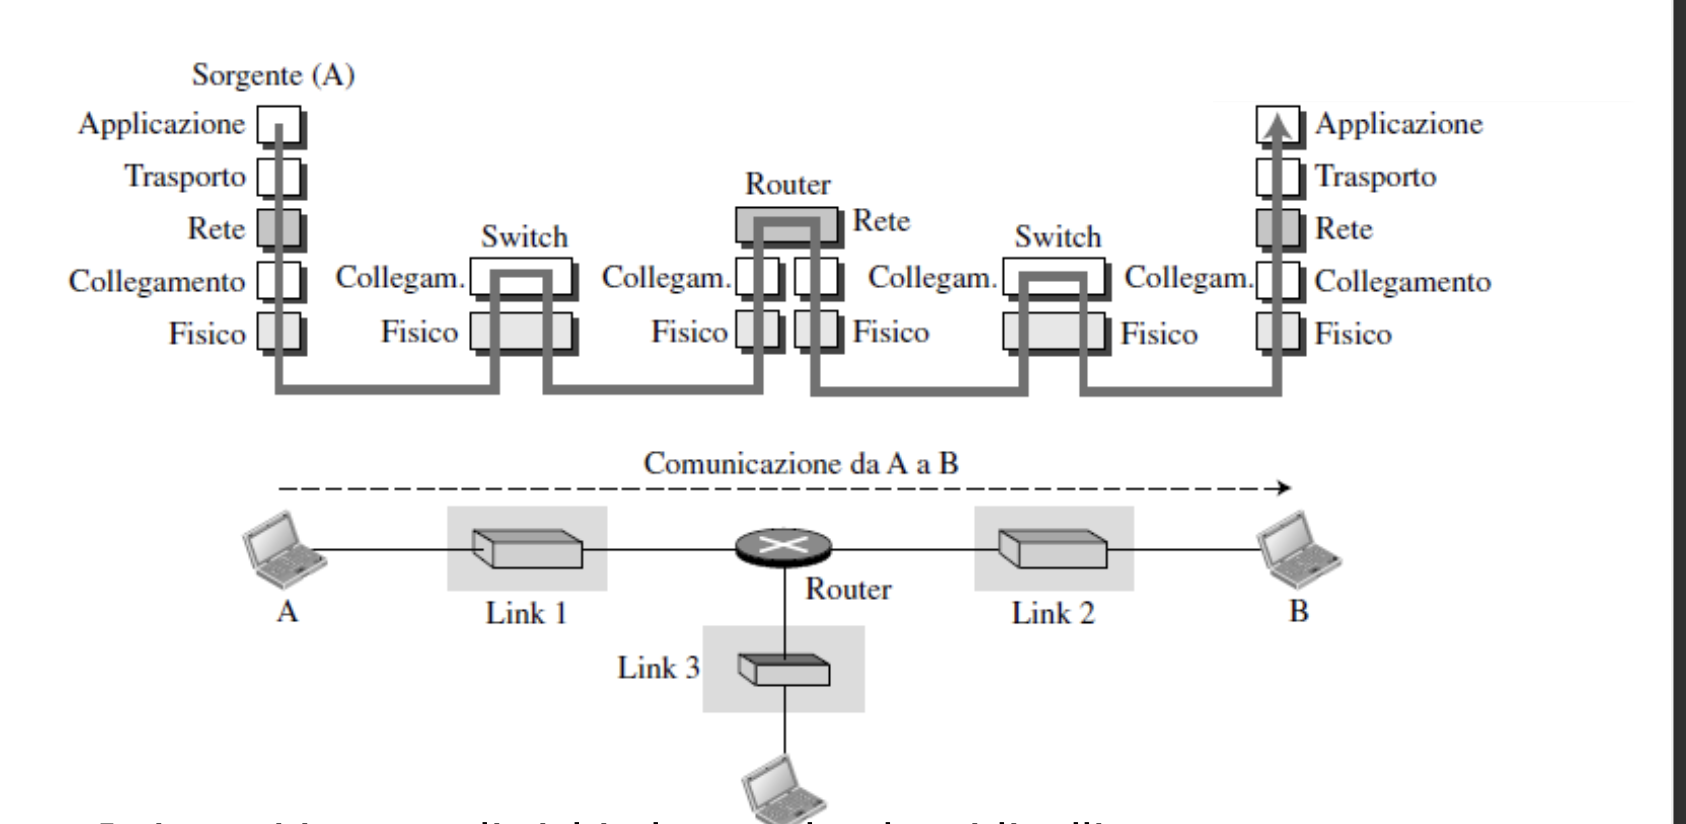 Sorgente (A)
Applicazione
Applicazione
Trasporto
Router
Trasporto
Rete
Switch
Rete
Switch
Rete
Collegamento
Collegam.
Collegam.
Collegam.
Collegam.
Collegamento
Fisico
Fisico
Fisico
Fisico
Fisico
Fisico
Comunicazione da A a B
A
Link 1
Router
Link 2
B
Link 3